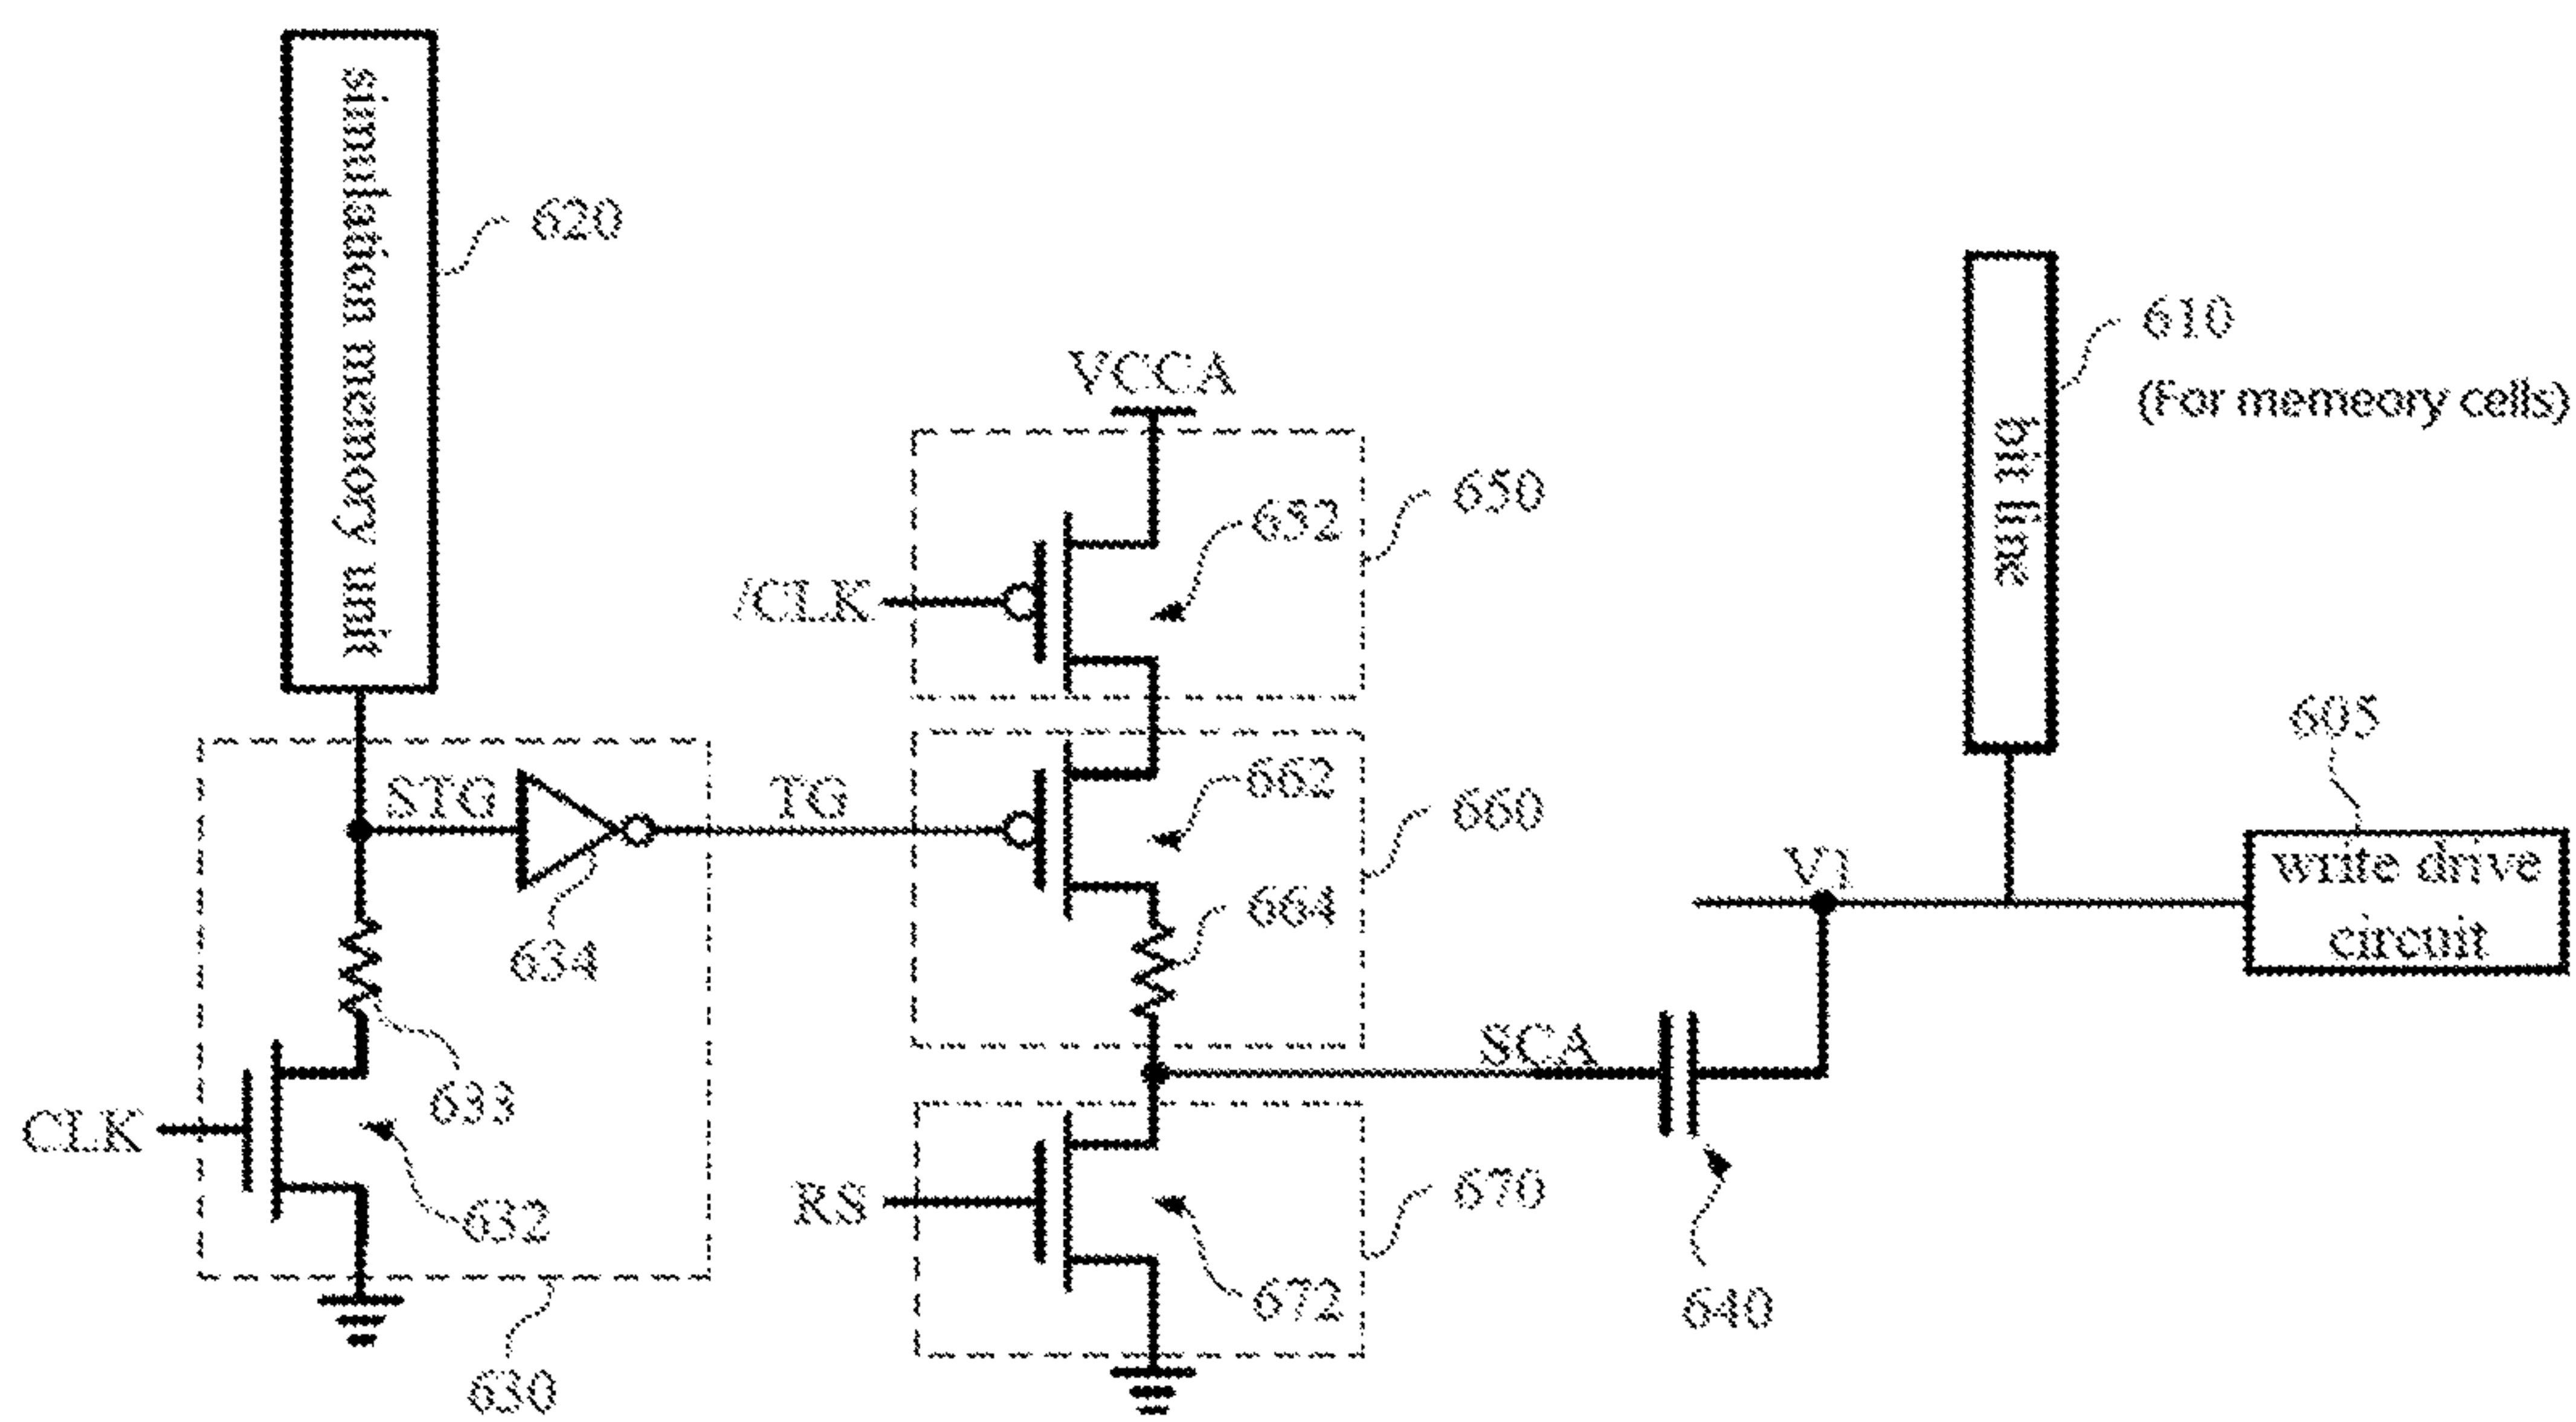 simulation memory unit
620
VCCA
650
652
/CLK
610
(For memeory cells)
bit line
605
write drive
circuit
STG
634
TG
662
660
664
V1
633
632
CLK
630
SCA
RS
670
672
640